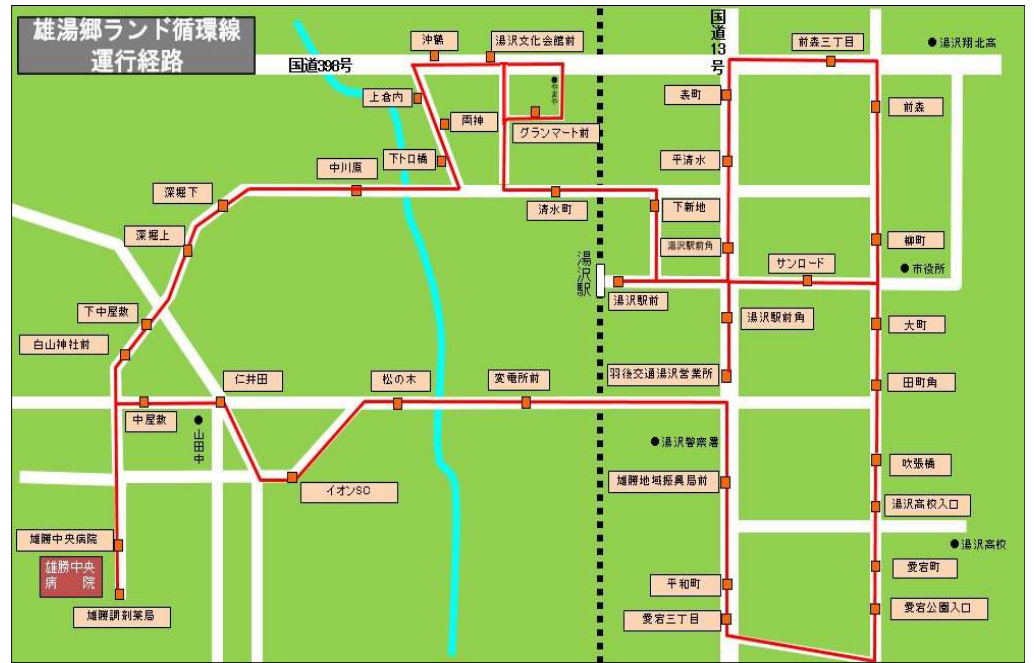 雄湯郷ランド循環線
運行経路
国道398号
国道13号
沖鶴
湯沢文化会館前
前森三丁目
湯沢翔北高
上倉内
やまや
表町
前森
両神
グランマート前
下トロ橋
平清水
中川原
深堀下
清水町
下新地
深堀上
湯沢駅前角
柳町
サンロード
市役所
湯沢駅
湯沢駅前
下中屋敷
湯沢駅前角
大町
白山神社前
仁井田
松の木
変電所前
羽後交通湯沢営業所
田町角
中屋敷
山田中
湯沢警察署
吹張橋
イオンSC
雄勝地域振興局前
湯沢高校入口
雄勝中央病院
湯沢高校
雄勝中央
病 院
平和町
愛宕町
雄勝調剤薬局
愛宕三丁目
愛宕公園入口